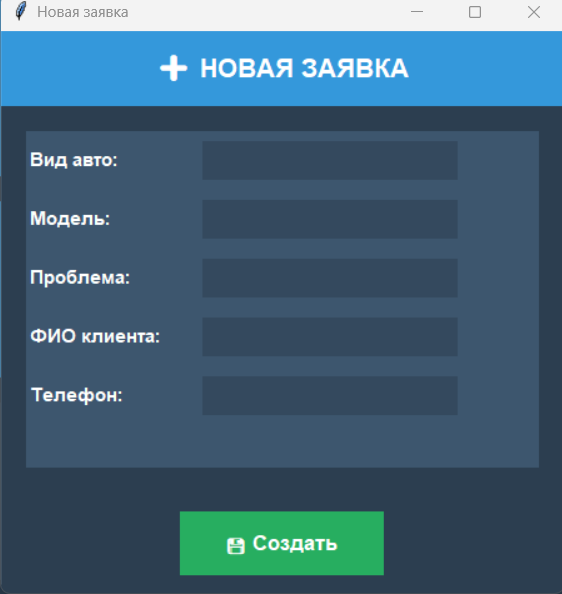 Новая заявка
➕ НОВАЯ ЗАЯВКА
Вид авто:
Модель:
Проблема:
ФИО клиента:
Телефон:
💾 Создать